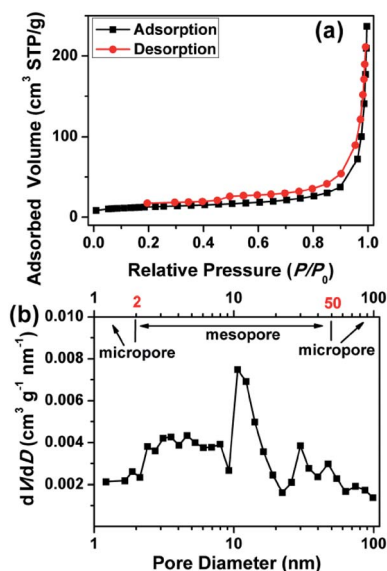 (a)
Adsorption
Desorption
200
100
0
Adsorbed Volume (cm³ STP/g)
0.0 0.2 0.4 0.6 0.8 1.0
Relative Pressure (P/P₀)
(b)
1 2 10 50 100
micropore
mesopore
micropore
0.010
0.008
0.006
0.004
0.002
dV/dD (cm³ g⁻¹ nm⁻¹)
1 10 100
Pore Diameter (nm)